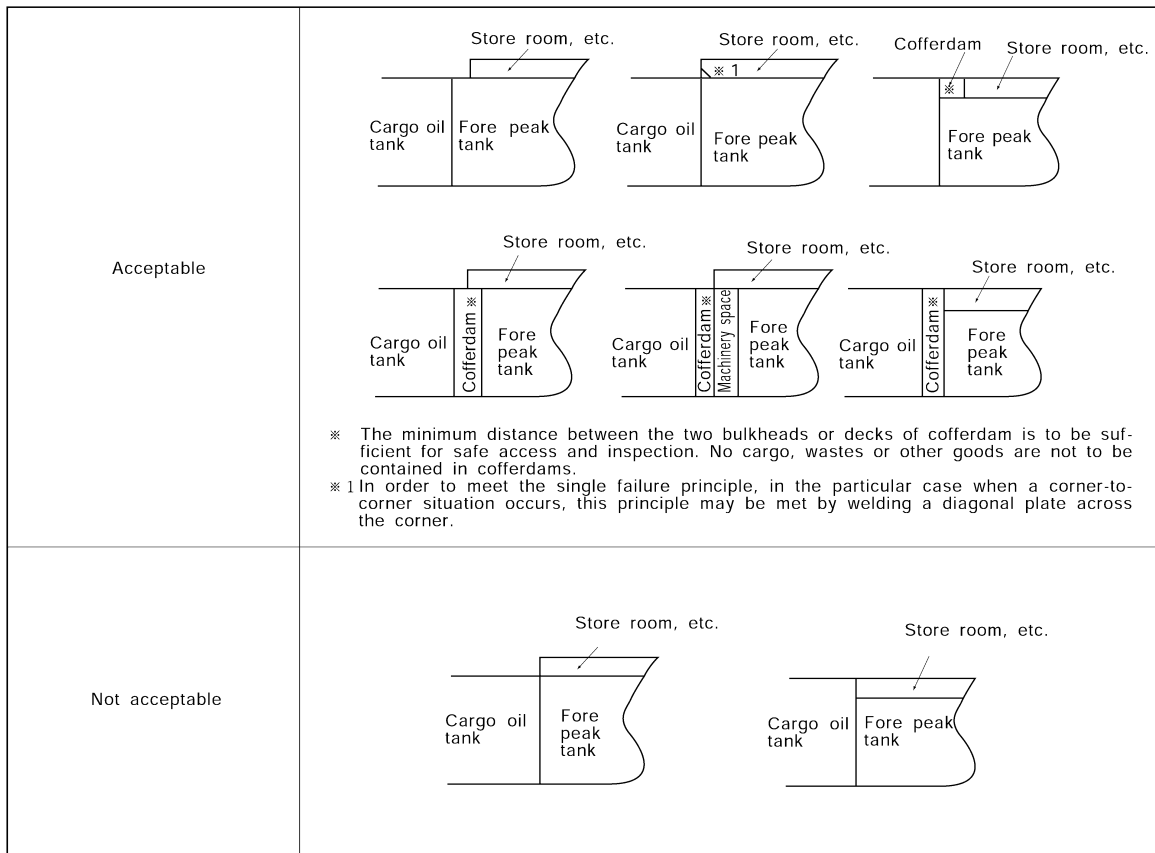 Acceptable
Store room, etc.
Cargo oil
tank
Fore peak
tank
Store room, etc.
※ 1
Cargo oil
tank
Fore peak
tank
Cofferdam
Store room, etc.
※
Fore peak
tank
Store room, etc.
Cargo oil
tank
Cofferdam ※
Fore
peak
tank
Store room, etc.
Cargo oil
tank
Cofferdam ※
Machinery space
Fore
peak
tank
Store room, etc.
Cargo oil
tank
Cofferdam ※
Fore
peak
tank
※ The minimum distance between the two bulkheads or decks of cofferdam is to be suf-
ficient for safe access and inspection. No cargo, wastes or other goods are not to be
contained in cofferdams.
※ 1 In order to meet the single failure principle, in the particular case when a corner-to-
corner situation occurs, this principle may be met by welding a diagonal plate across
the corner.
Not acceptable
Store room, etc.
Cargo oil
tank
Fore
peak
tank
Store room, etc.
Cargo oil
tank
Fore peak
tank